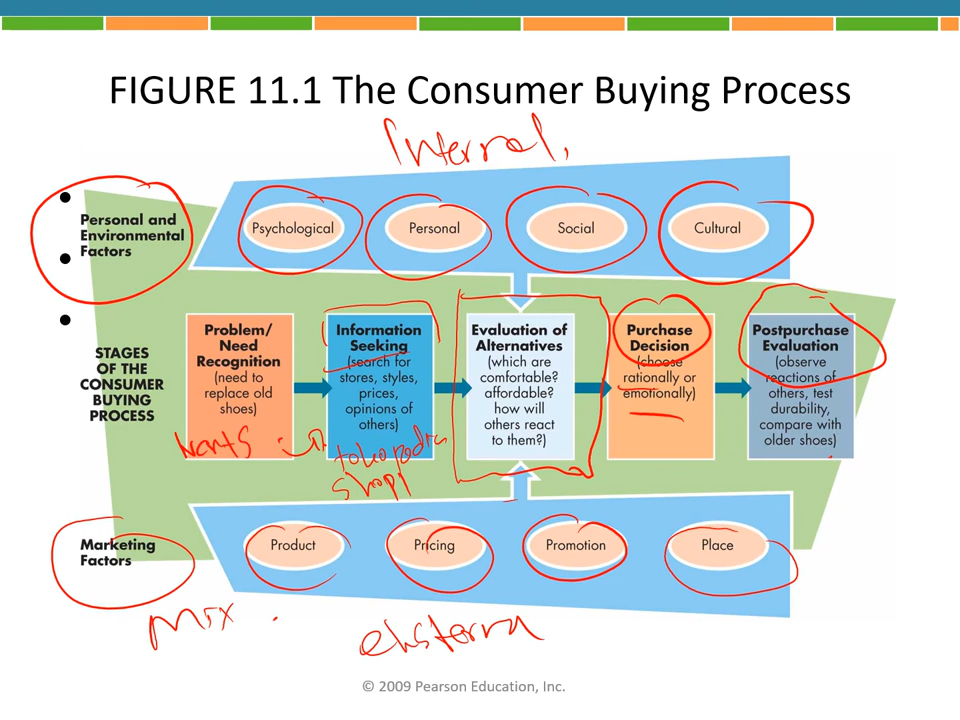 FIGURE 11.1 The Consumer Buying Process
Internal,
Personal and
Environmental
Factors
Psychological
Personal
Social
Cultural
STAGES
OF THE
CONSUMER
BUYING
PROCESS
Problem/
Need
Recognition
(need to
replace old
shoes)
wants :
Information
Seeking
(search for
stores, styles,
prices,
opinions of
others)
tokopedia
shopp
Evaluation of
Alternatives
(which are
comfortable?
affordable?
how will
others react
to them?)
Purchase
Decision
(choose
rationally or
emotionally)
Postpurchase
Evaluation
(observe
reactions of
others, test
durability,
compare with
older shoes)
Marketing
Factors
Product
Pricing
Promotion
Place
Mix :
eksterna
© 2009 Pearson Education, Inc.